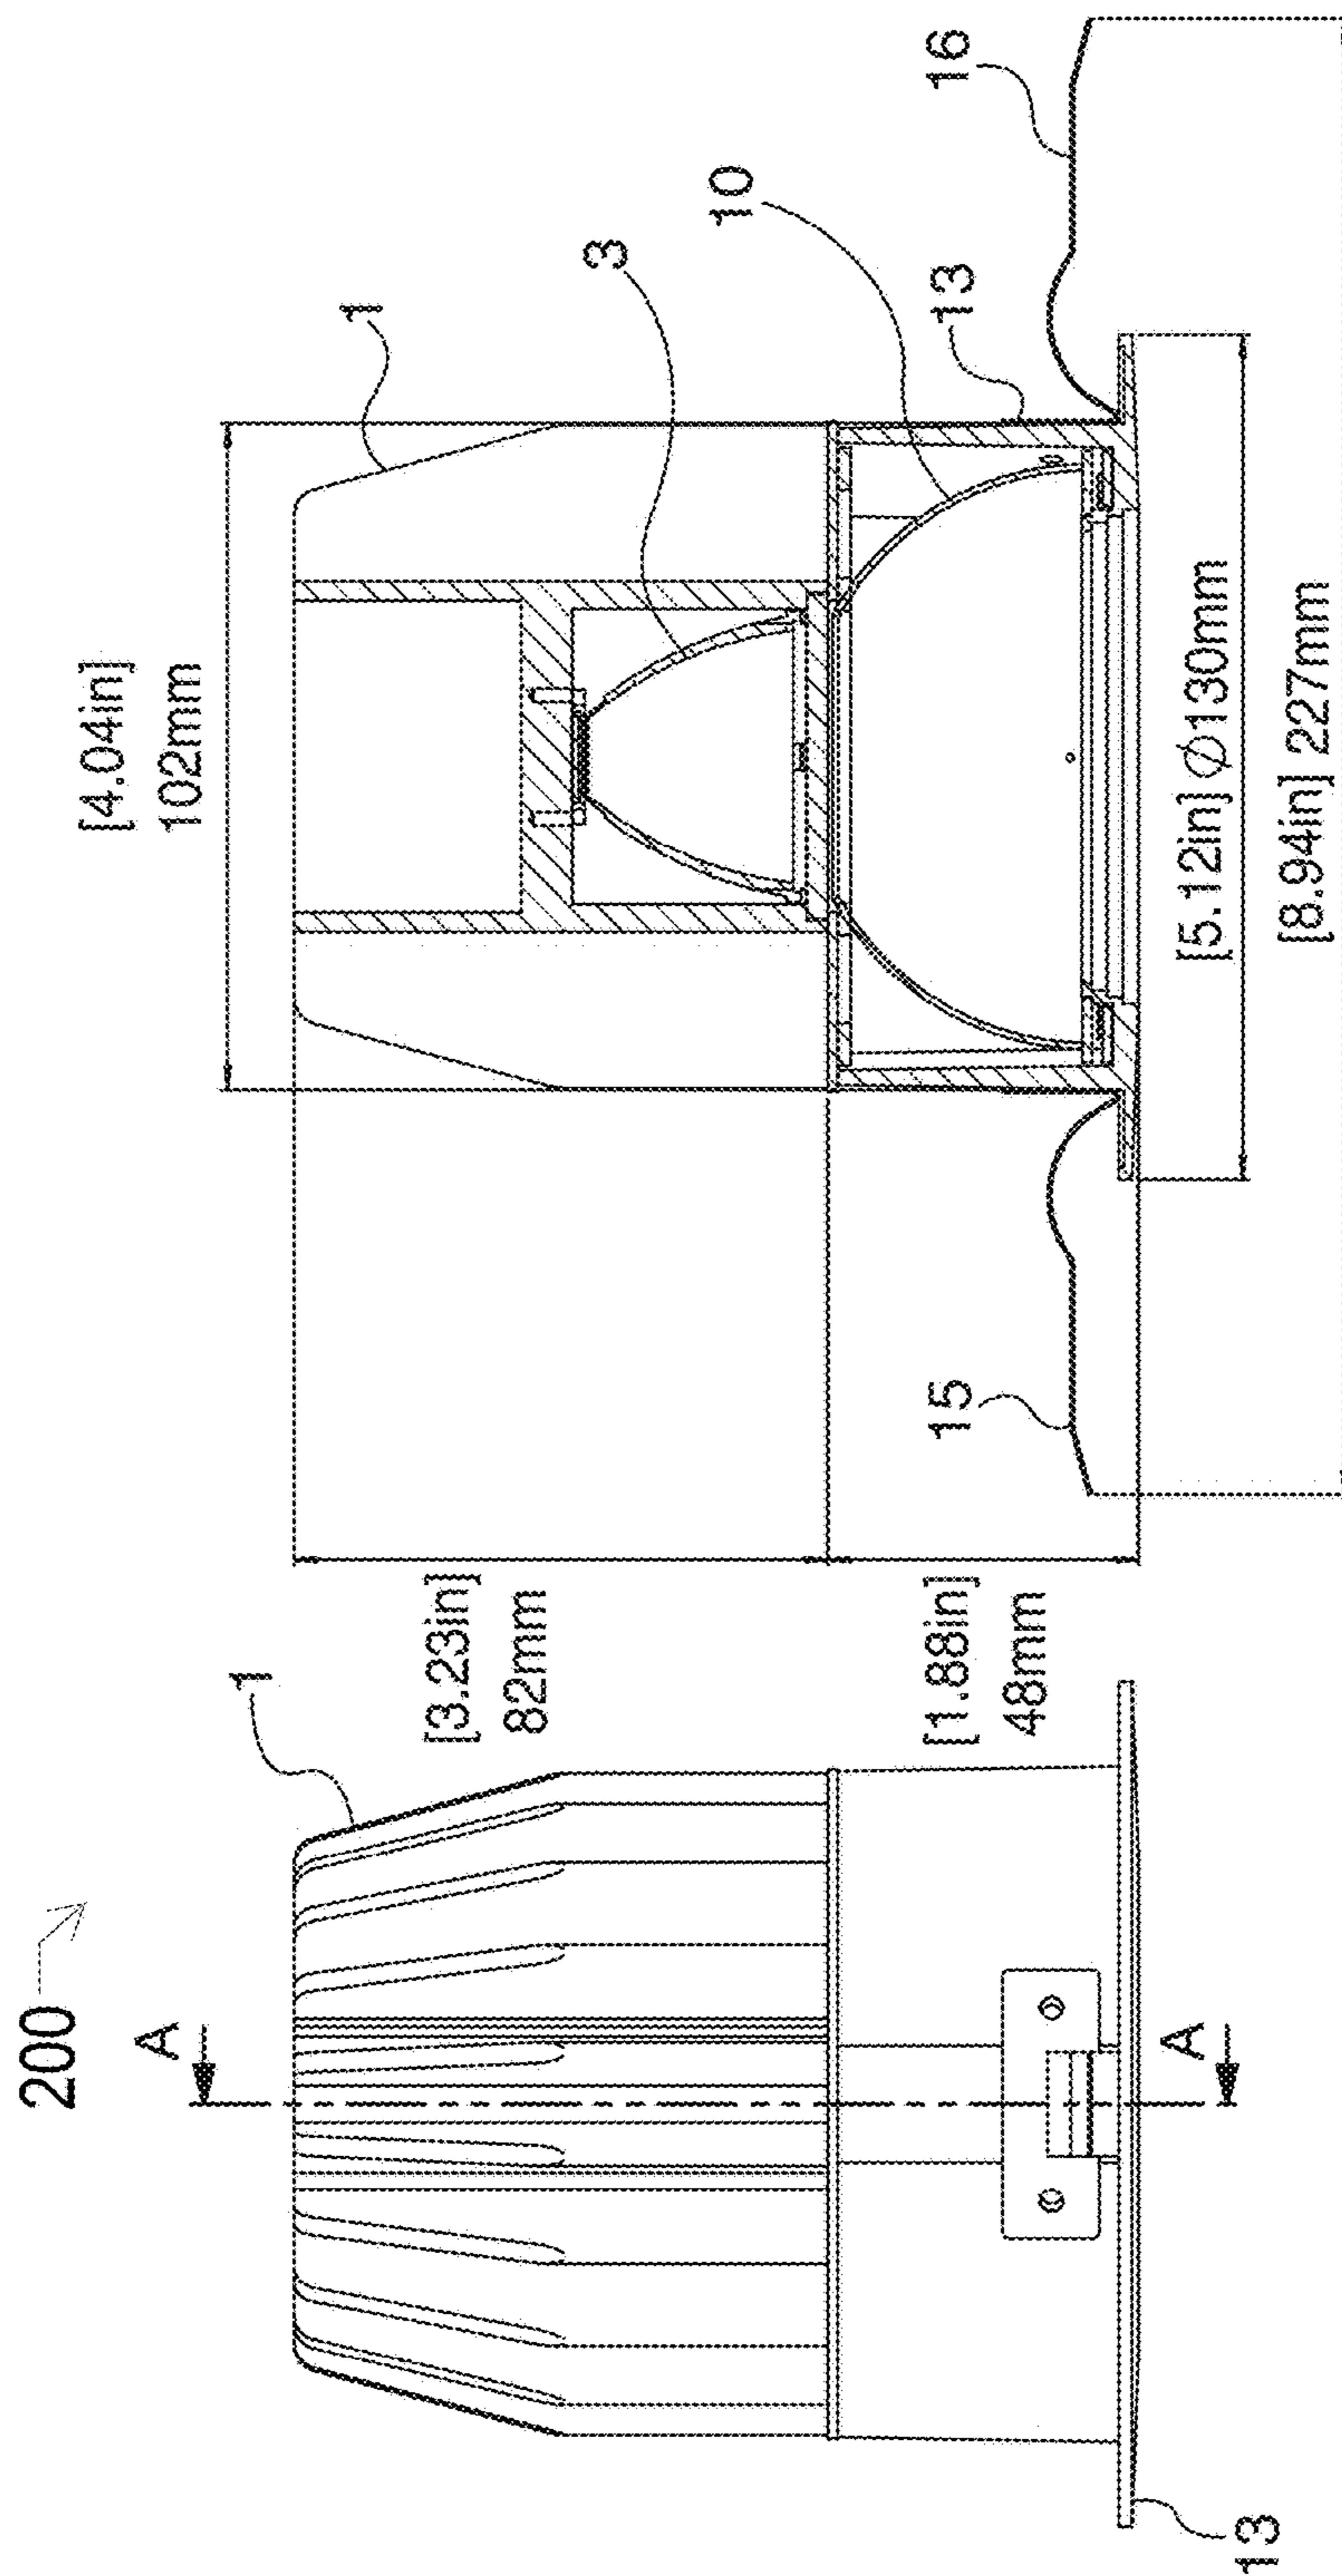 200
A
A
1
13
[3.23in]
82mm
[1.88in]
48mm
[4.04in]
102mm
1
3
10
13
15
16
[5.12in] Ø130mm
[8.94in] 227mm